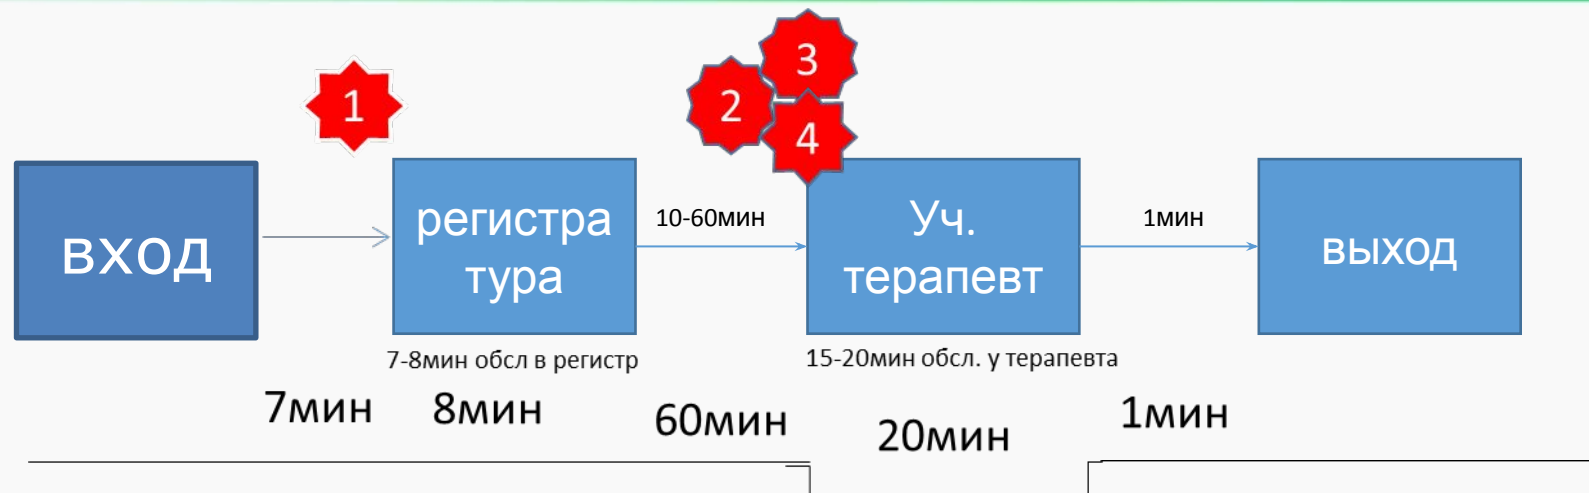 1
2
3
4
вход
регистра
тура
10-60мин
Уч.
терапевт
1мин
выход
7-8мин обсл в регистр
15-20мин обсл. у терапевта
7мин
8мин
60мин
20мин
1мин